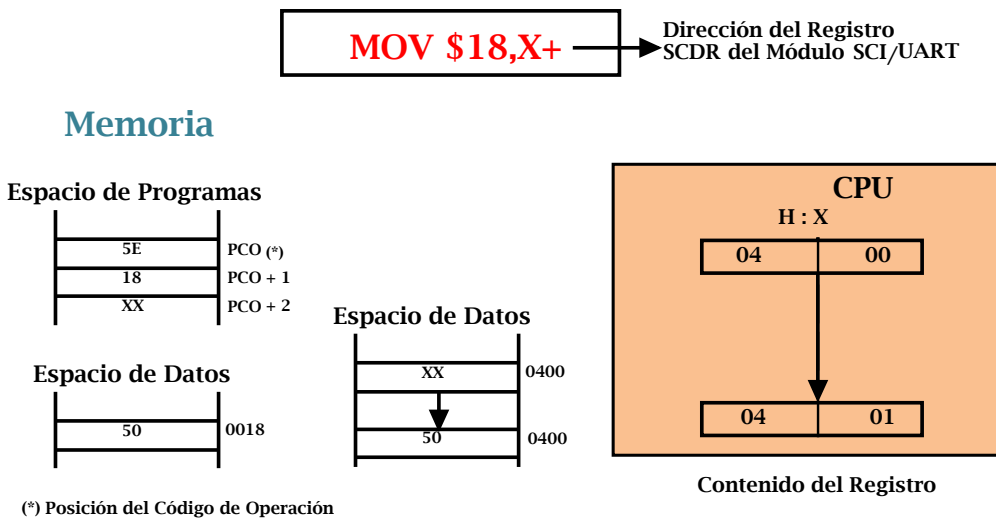 MOV $18,X+
Dirección del Registro
SCDR del Módulo SCI/UART
Memoria
Espacio de Programas
5E PCO (*)
18 PCO + 1
XX PCO + 2
Espacio de Datos
50 0018
Espacio de Datos
XX 0400
50 0400
CPU
H : X
04 00
04 01
Contenido del Registro
(*) Posición del Código de Operación